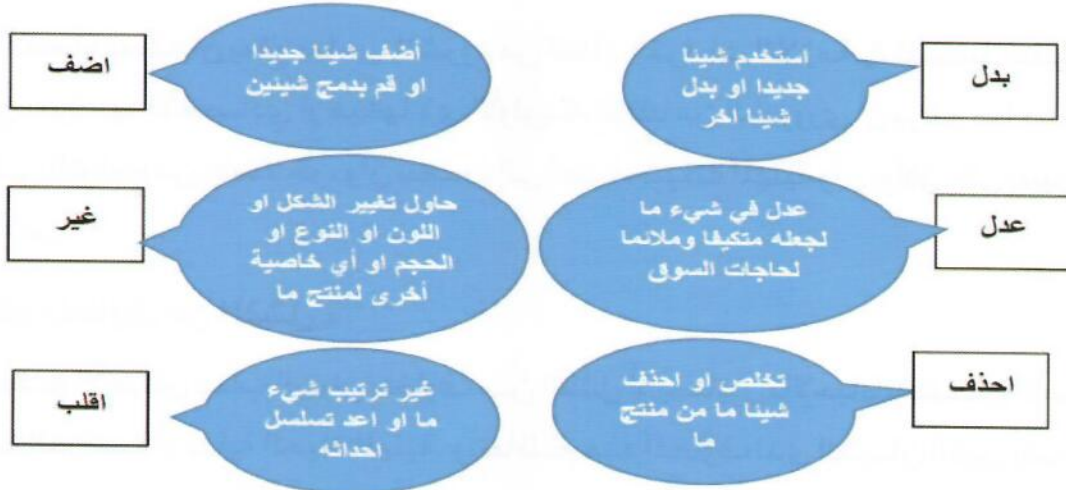 بدل
استخدم شيئا
جديدا او بدل
شيئا اخر
اضف
أضف شيئا جديدا
او قم بدمج شيئين
عدل
عدل في شيء ما
لجعله متكيفا وملائما
لحاجات السوق
غير
حاول تغيير الشكل او
اللون او النوع او
الحجم او أي خاصية
أخرى لمنتج ما
احذف
تخلص او احذف
شيئا ما من منتج
ما
اقلب
غير ترتيب شيء
ما او اعد تسلسل
احداثه